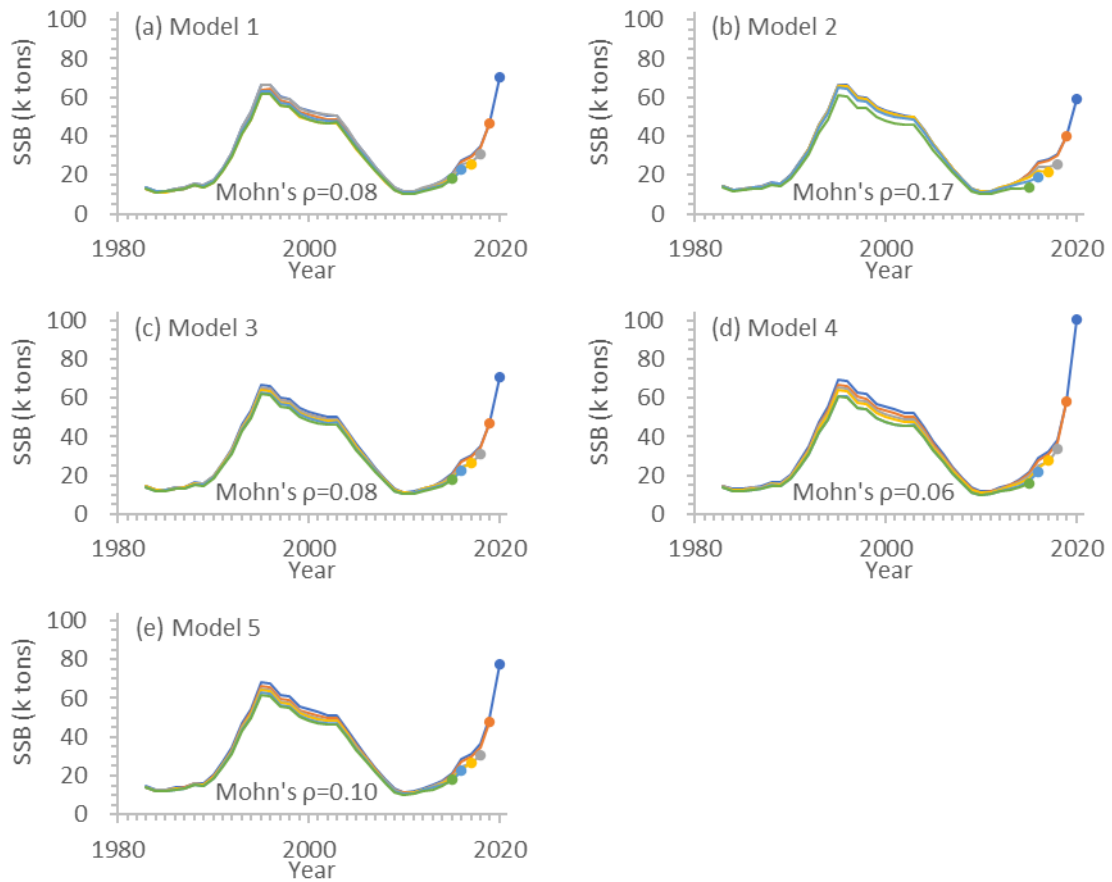 (a) Model 1
100
80
60
40
20
0
SSB (k tons)
Mohn's ρ=0.08
1980
2000
2020
Year
(b) Model 2
100
80
60
40
20
0
SSB (k tons)
Mohn's ρ=0.17
1980
2000
2020
Year
(c) Model 3
100
80
60
40
20
0
SSB (k tons)
Mohn's ρ=0.08
1980
2000
2020
Year
(d) Model 4
100
80
60
40
20
0
SSB (k tons)
Mohn's ρ=0.06
1980
2000
2020
Year
(e) Model 5
100
80
60
40
20
0
SSB (k tons)
Mohn's ρ=0.10
1980
2000
2020
Year